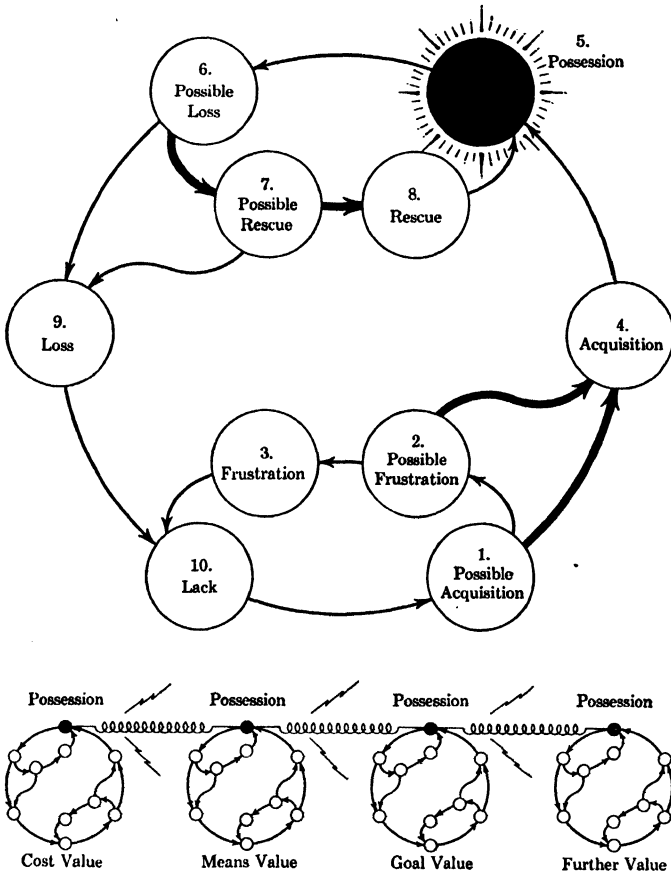 5.
Possession
6.
Possible
Loss
7.
Possible
Rescue
8.
Rescue
9.
Loss
4.
Acquisition
3.
Frustration
2.
Possible
Frustration
10.
Lack
1.
Possible
Acquisition
Possession
Possession
Possession
Possession
Cost Value
Means Value
Goal Value
Further Value